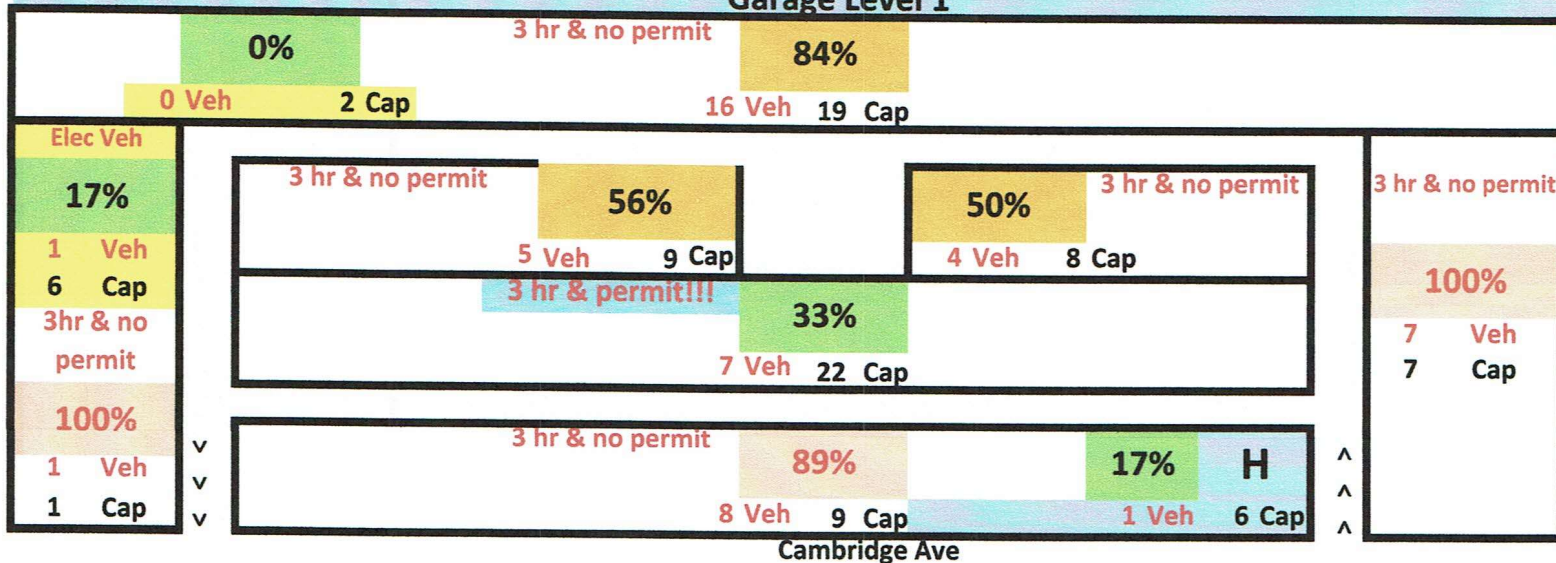 Garage Level 1
3 hr & no permit
0%
84%
0 Veh 2 Cap
16 Veh 19 Cap
Elec Veh
17%
1 Veh
6 Cap
3hr & no
permit
100%
1 Veh
1 Cap
3 hr & no permit
56%
5 Veh 9 Cap
50%
3 hr & no permit
4 Veh 8 Cap
3 hr & permit!!!
33%
7 Veh 22 Cap
3 hr & no permit
100%
7 Veh
7 Cap
v
v
v
3 hr & no permit
89%
8 Veh 9 Cap
17% H
1 Veh 6 Cap
^
^
^
Cambridge Ave